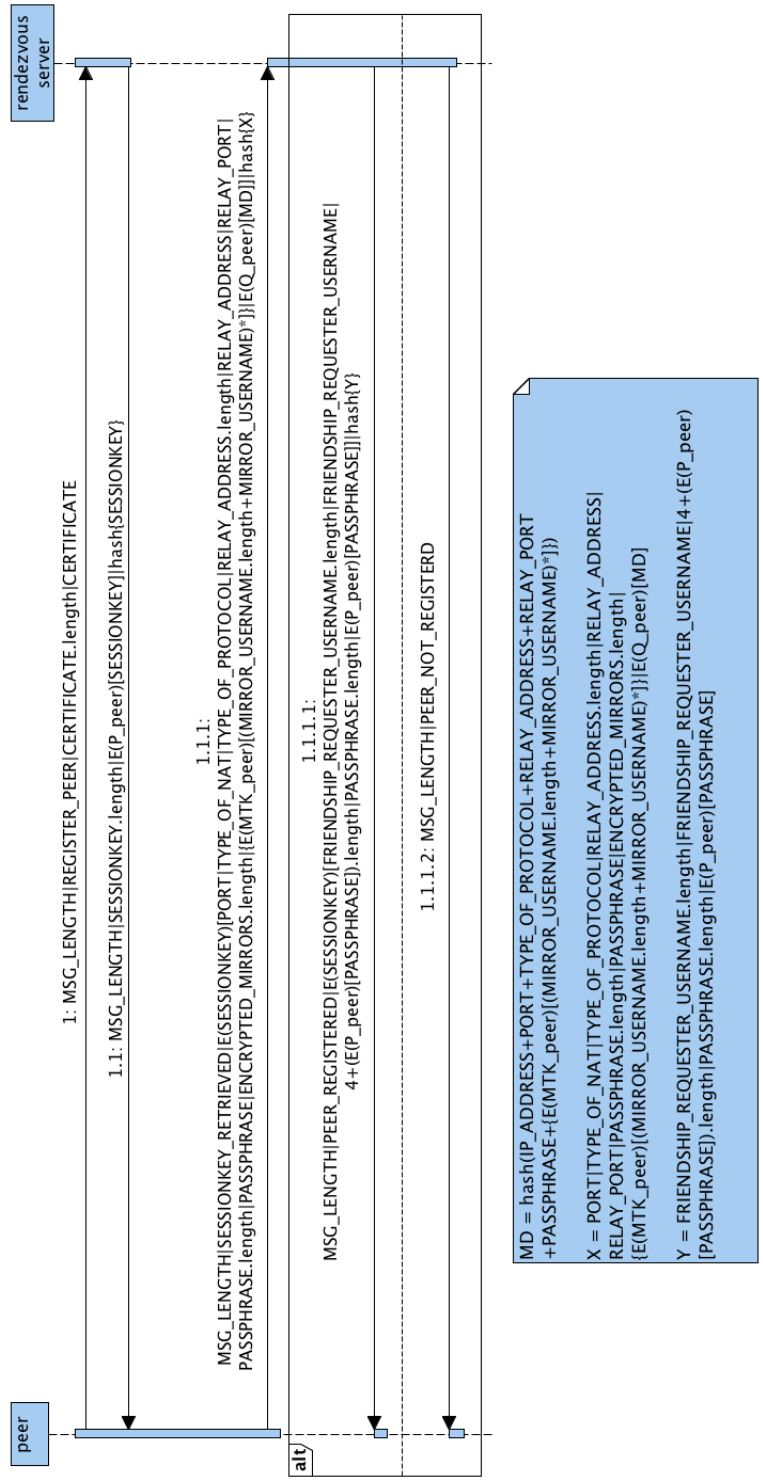 peer
rendezvous
server
1: MSG_LENGTH|REGISTER_PEER|CERTIFICATE.length|CERTIFICATE
1.1: MSG_LENGTH|SESSIONKEY.length|E(P_peer)[SESSIONKEY]|hash{SESSIONKEY}
1.1.1:
MSG_LENGTH|SESSIONKEY_RETRIEVED|E(SESSIONKEY)[PORT|TYPE_OF_NAT|TYPE_OF_PROTOCOL|RELAY_ADDRESS.length|RELAY_ADDRESS|RELAY_PORT|
PASSPHRASE.length|PASSPHRASE|ENCRYPTED_MIRRORS.length|{E(MTK_peer)[(MIRROR_USERNAME.length+MIRROR_USERNAME)*]}|E(Q_peer)[MD]]|hash{X}
alt
1.1.1.1:
MSG_LENGTH|PEER_REGISTERED|E(SESSIONKEY)[FRIENDSHIP_REQUESTER_USERNAME.length|FRIENDSHIP_REQUESTER_USERNAME|
4+(E(P_peer)[PASSPHRASE]).length|PASSPHRASE.length|E(P_peer)[PASSPHRASE]]|hash{Y}
1.1.1.2: MSG_LENGTH|PEER_NOT_REGISTERD
MD = hash(IP_ADDRESS+PORT+TYPE_OF_PROTOCOL+RELAY_ADDRESS+RELAY_PORT
+PASSPHRASE+{E(MTK_peer)[(MIRROR_USERNAME.length+MIRROR_USERNAME)*]})
X = PORT|TYPE_OF_NAT|TYPE_OF_PROTOCOL|RELAY_ADDRESS.length|RELAY_ADDRESS|
RELAY_PORT|PASSPHRASE.length|PASSPHRASE|ENCRYPTED_MIRRORS.length|
{E(MTK_peer)[(MIRROR_USERNAME.length+MIRROR_USERNAME)*]}|E(Q_peer)[MD]
Y = FRIENDSHIP_REQUESTER_USERNAME.length|FRIENDSHIP_REQUESTER_USERNAME|4+(E(P_peer)
[PASSPHRASE]).length|PASSPHRASE.length|E(P_peer)[PASSPHRASE]